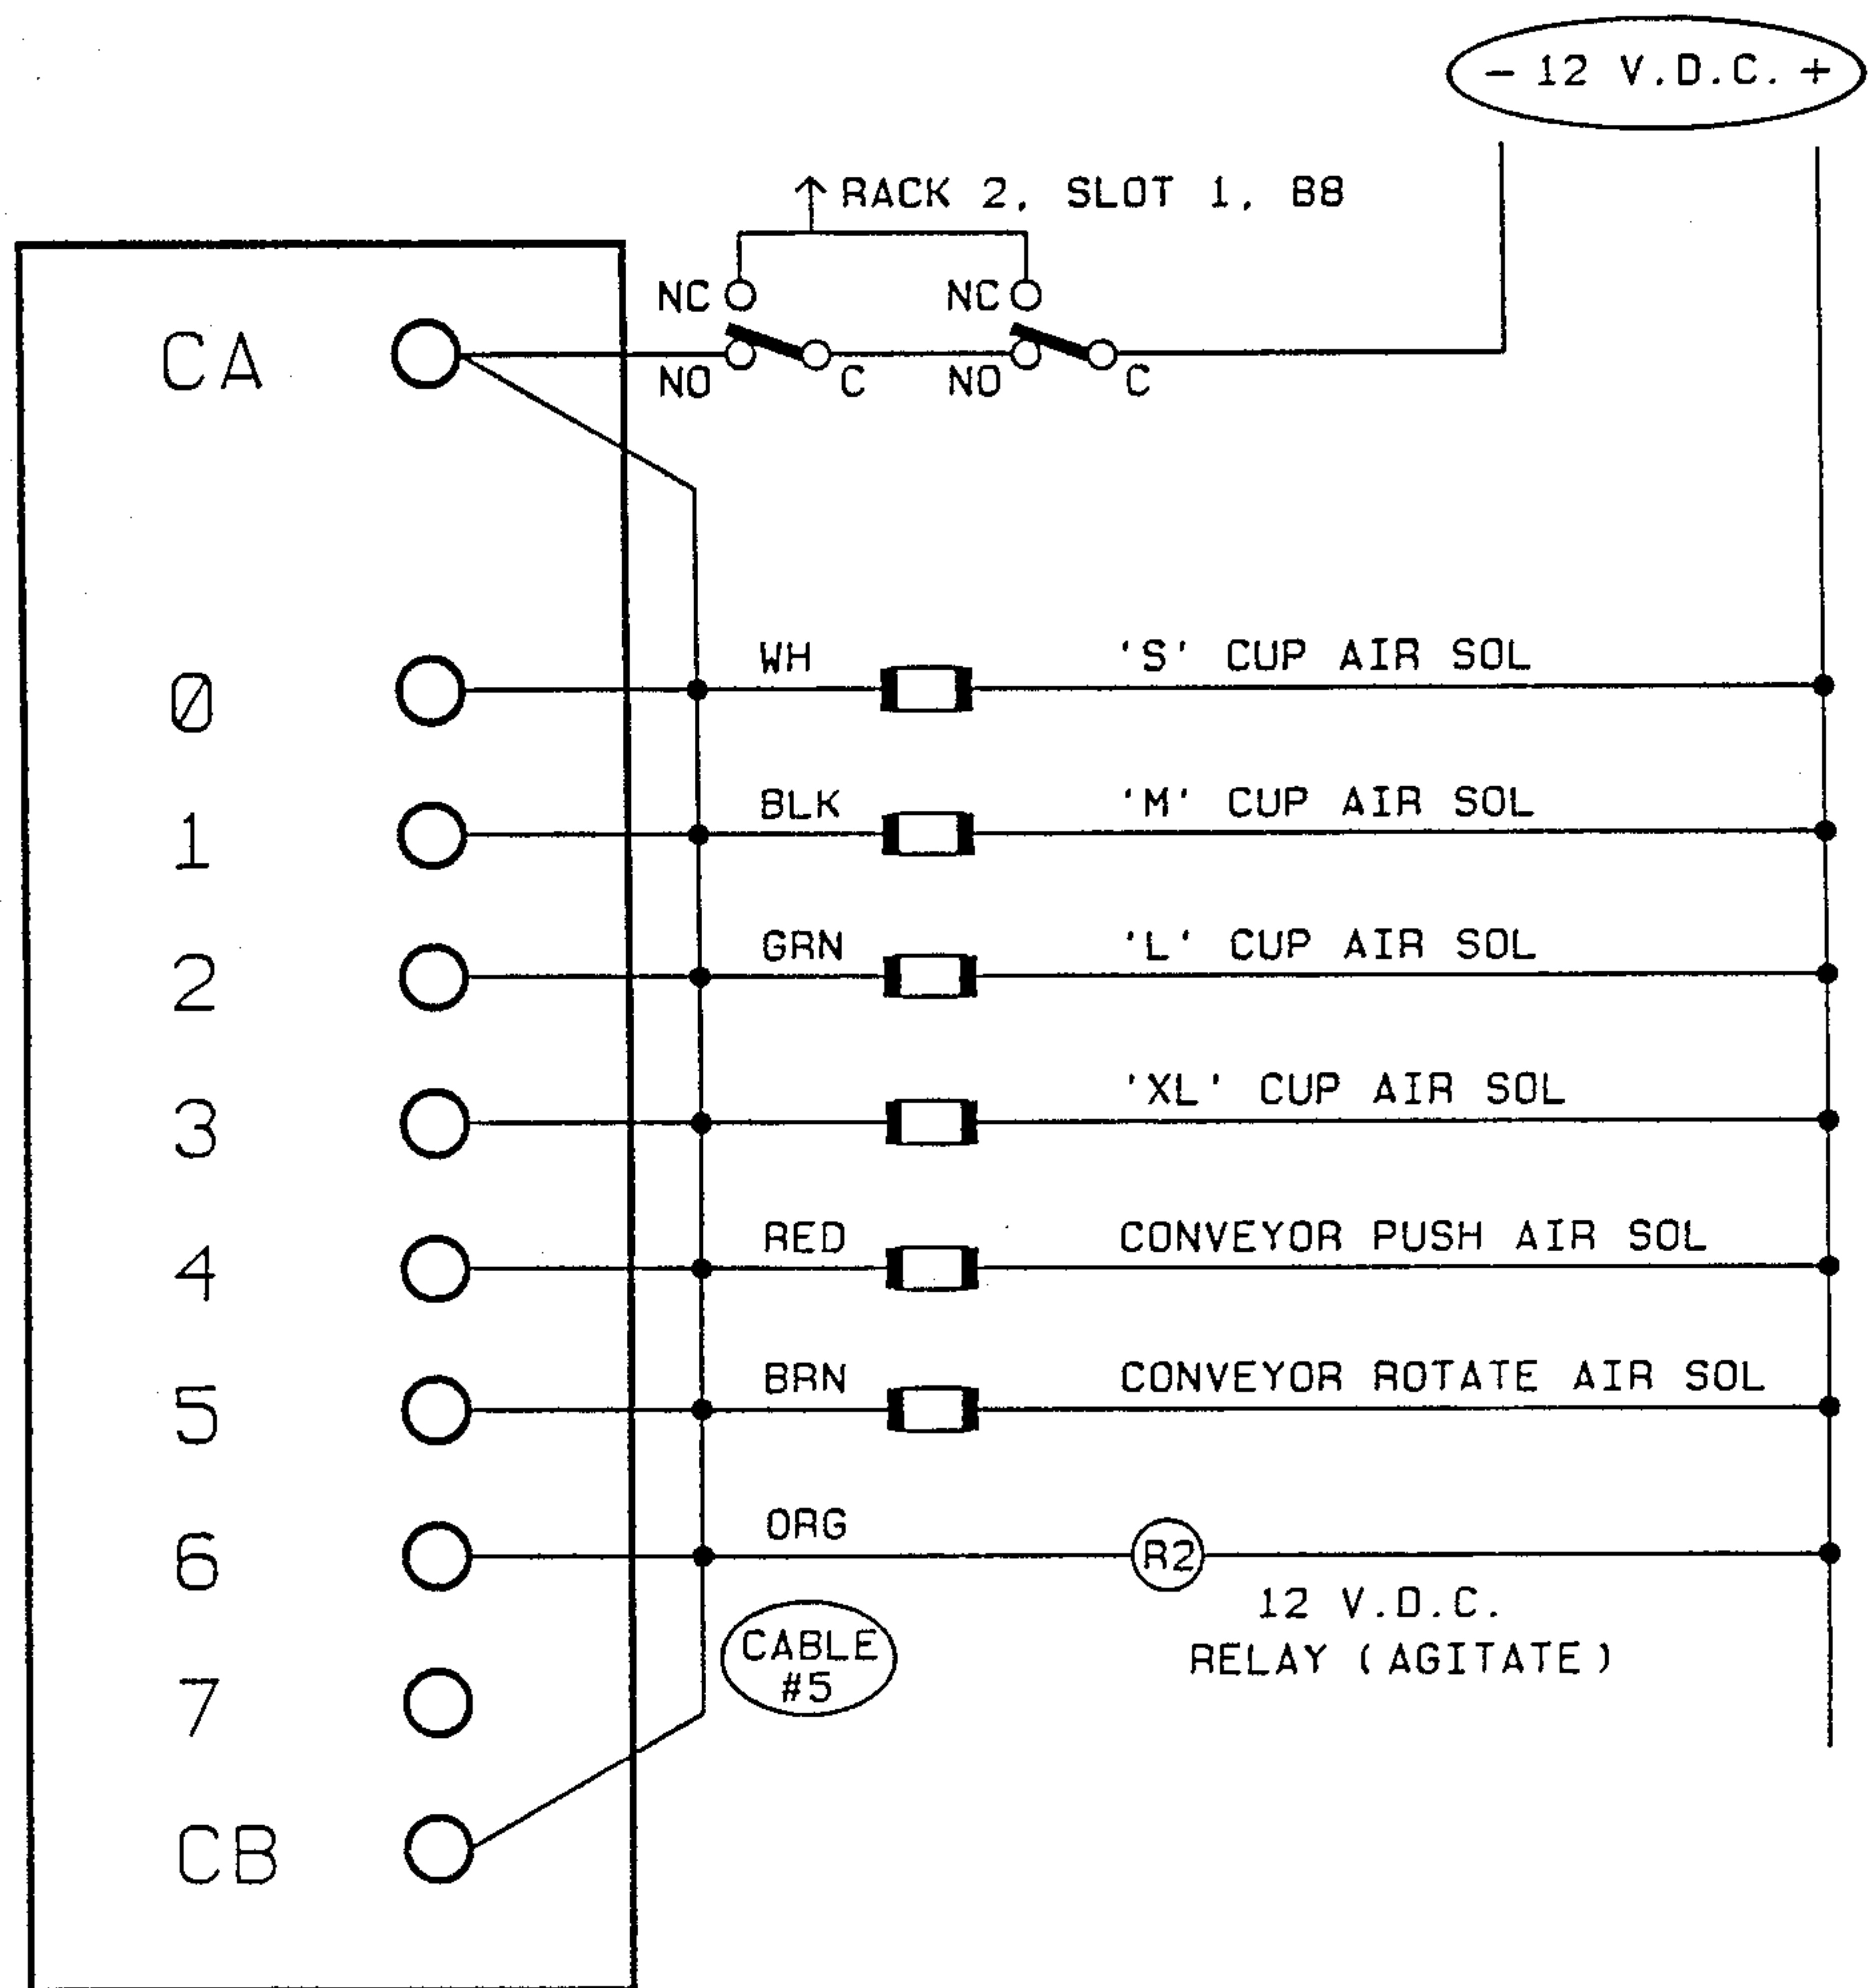 - 12 V.D.C. +
RACK 2, SLOT 1, B8
NC NC
CA
NO C NO C
WH 'S' CUP AIR SOL
0
BLK 'M' CUP AIR SOL
1
GRN 'L' CUP AIR SOL
2
'XL' CUP AIR SOL
3
RED CONVEYOR PUSH AIR SOL
4
BRN CONVEYOR ROTATE AIR SOL
5
ORG
6 R2
12 V.D.C.
RELAY (AGITATE)
CABLE
#5
7
CB